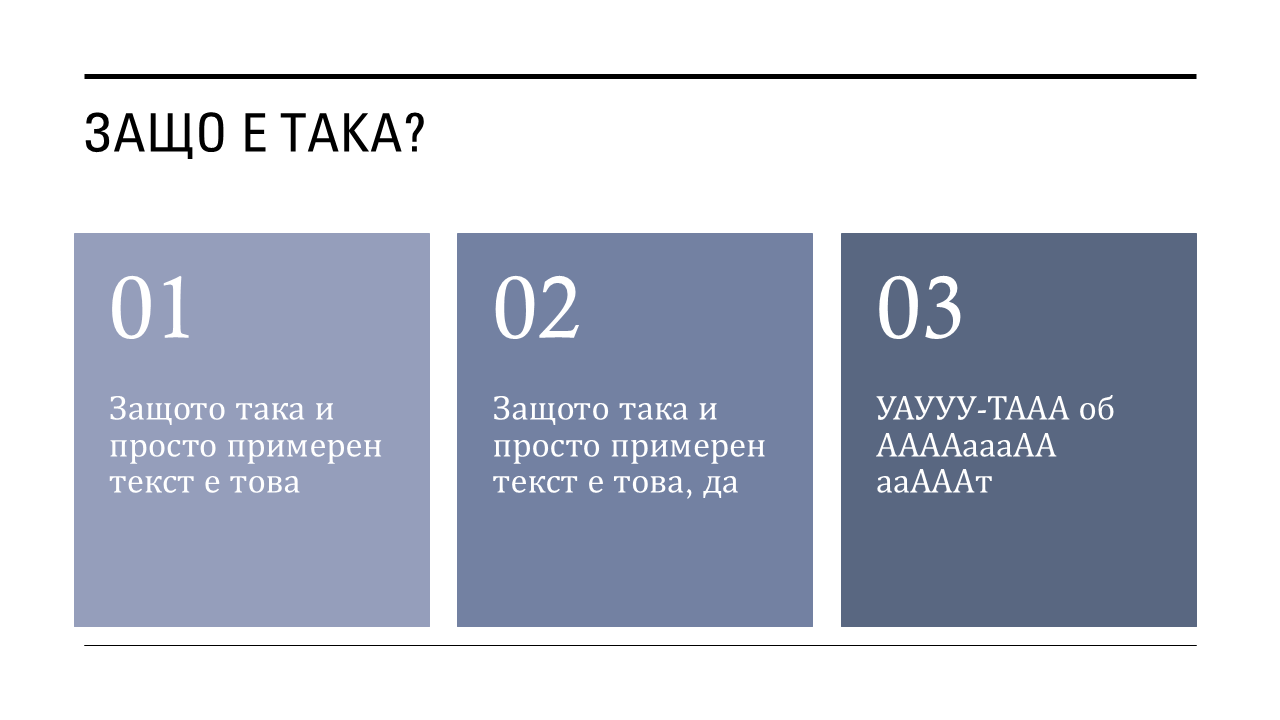 ЗАЩО Е ТАКА?
01
Защото така и
просто примерен
текст е това
02
Защото така и
просто примерен
текст е това, да
03
УАУУУ-ТААА об
ААААаааАА
ааАААт